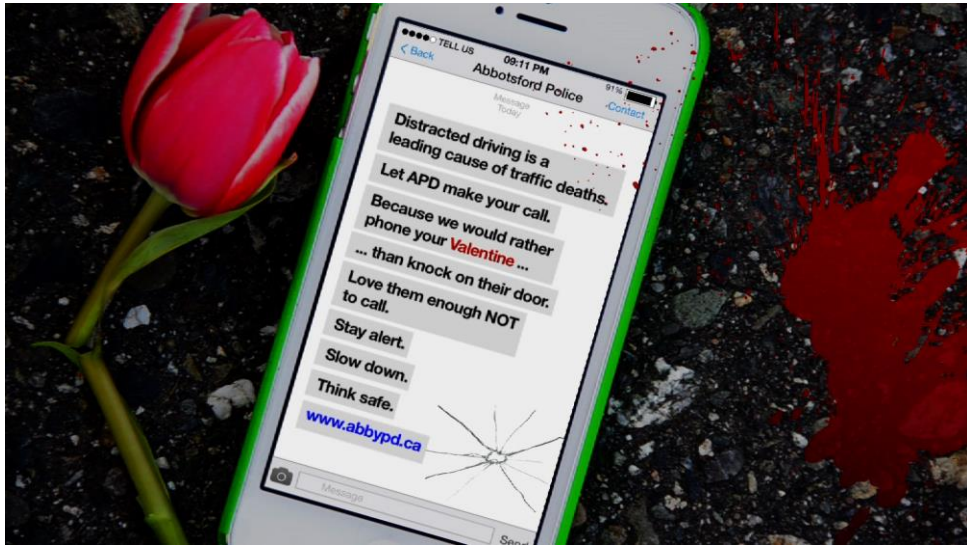 TELL US 09:11 PM 91%
< Back Abbotsford Police Contact
Message
Today
Distracted driving is a
leading cause of traffic deaths.
Let APD make your call.
Because we would rather
phone your Valentine ...
... than knock on their door.
Love them enough NOT
to call.
Stay alert.
Slow down.
Think safe.
www.abbypd.ca
Message Send